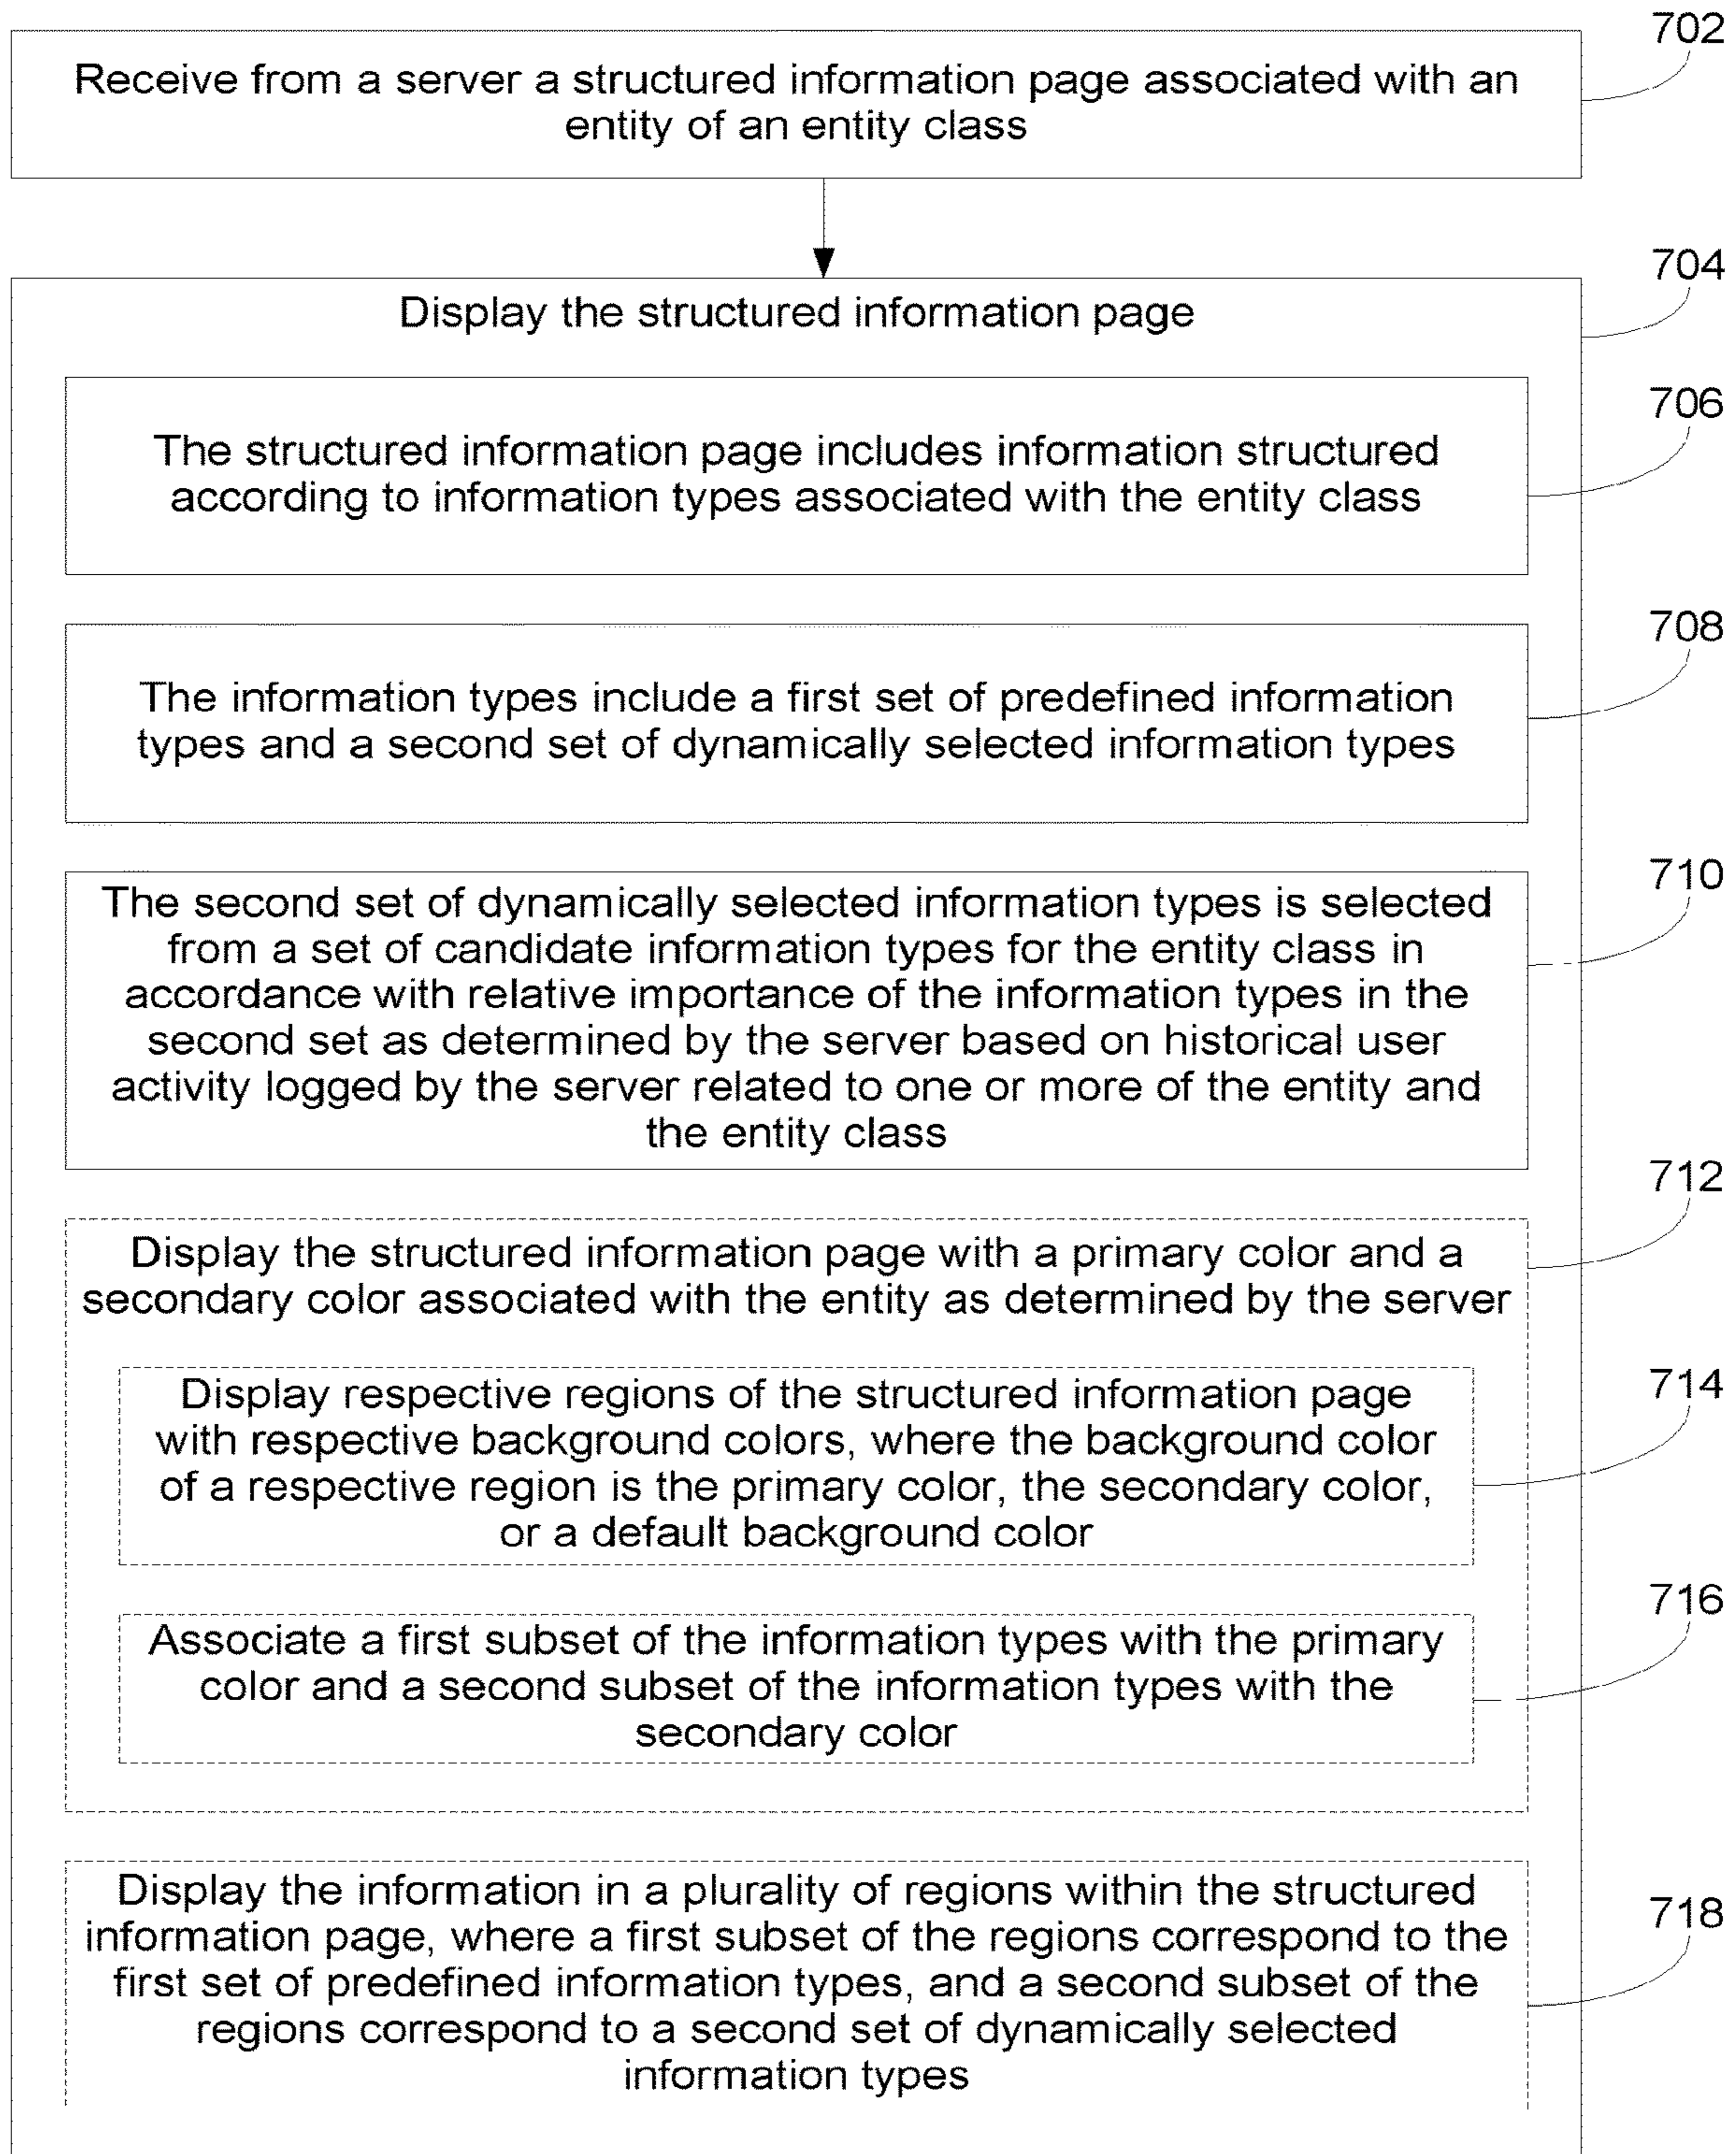 702
Receive from a server a structured information page associated with an
entity of an entity class
704
Display the structured information page
706
The structured information page includes information structured
according to information types associated with the entity class
708
The information types include a first set of predefined information
types and a second set of dynamically selected information types
710
The second set of dynamically selected information types is selected
from a set of candidate information types for the entity class in
accordance with relative importance of the information types in the
second set as determined by the server based on historical user
activity logged by the server related to one or more of the entity and
the entity class
712
Display the structured information page with a primary color and a
secondary color associated with the entity as determined by the server
714
Display respective regions of the structured information page
with respective background colors, where the background color
of a respective region is the primary color, the secondary color,
or a default background color
716
Associate a first subset of the information types with the primary
color and a second subset of the information types with the
secondary color
718
Display the information in a plurality of regions within the structured
information page, where a first subset of the regions correspond to the
first set of predefined information types, and a second subset of the
regions correspond to a second set of dynamically selected
information types